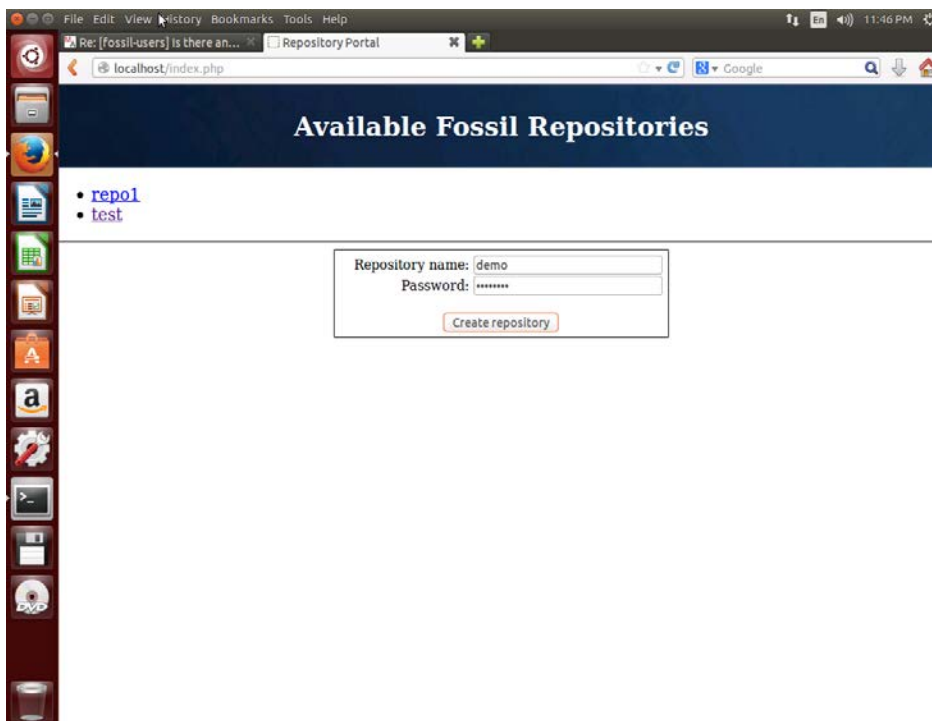 File Edit View History Bookmarks Tools Help
En 11:46 PM
Re: [fossil-users] Is there an...
Repository Portal
localhost/index.php
Google
Available Fossil Repositories
repo1
test
Repository name: demo
Password: ••••••••
Create repository
a
DVD